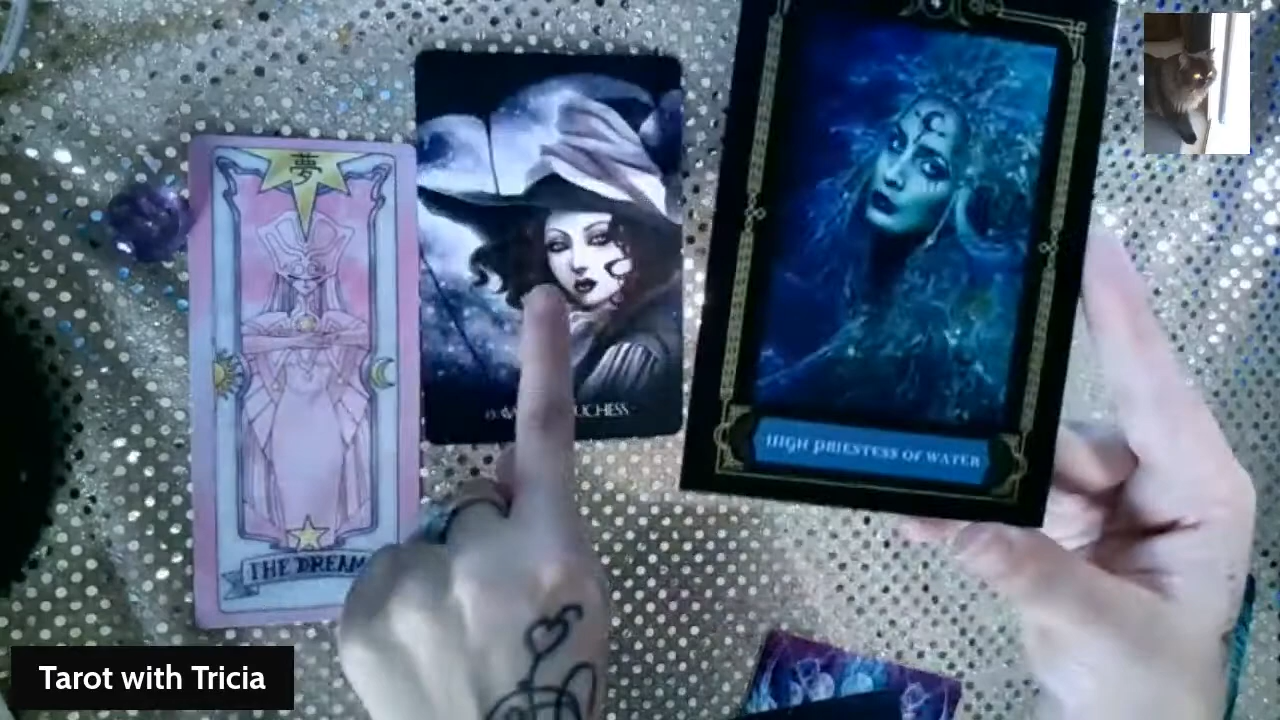 夢
THE DREAM
HIGH PRIESTESS OF WATER
Tarot with Tricia